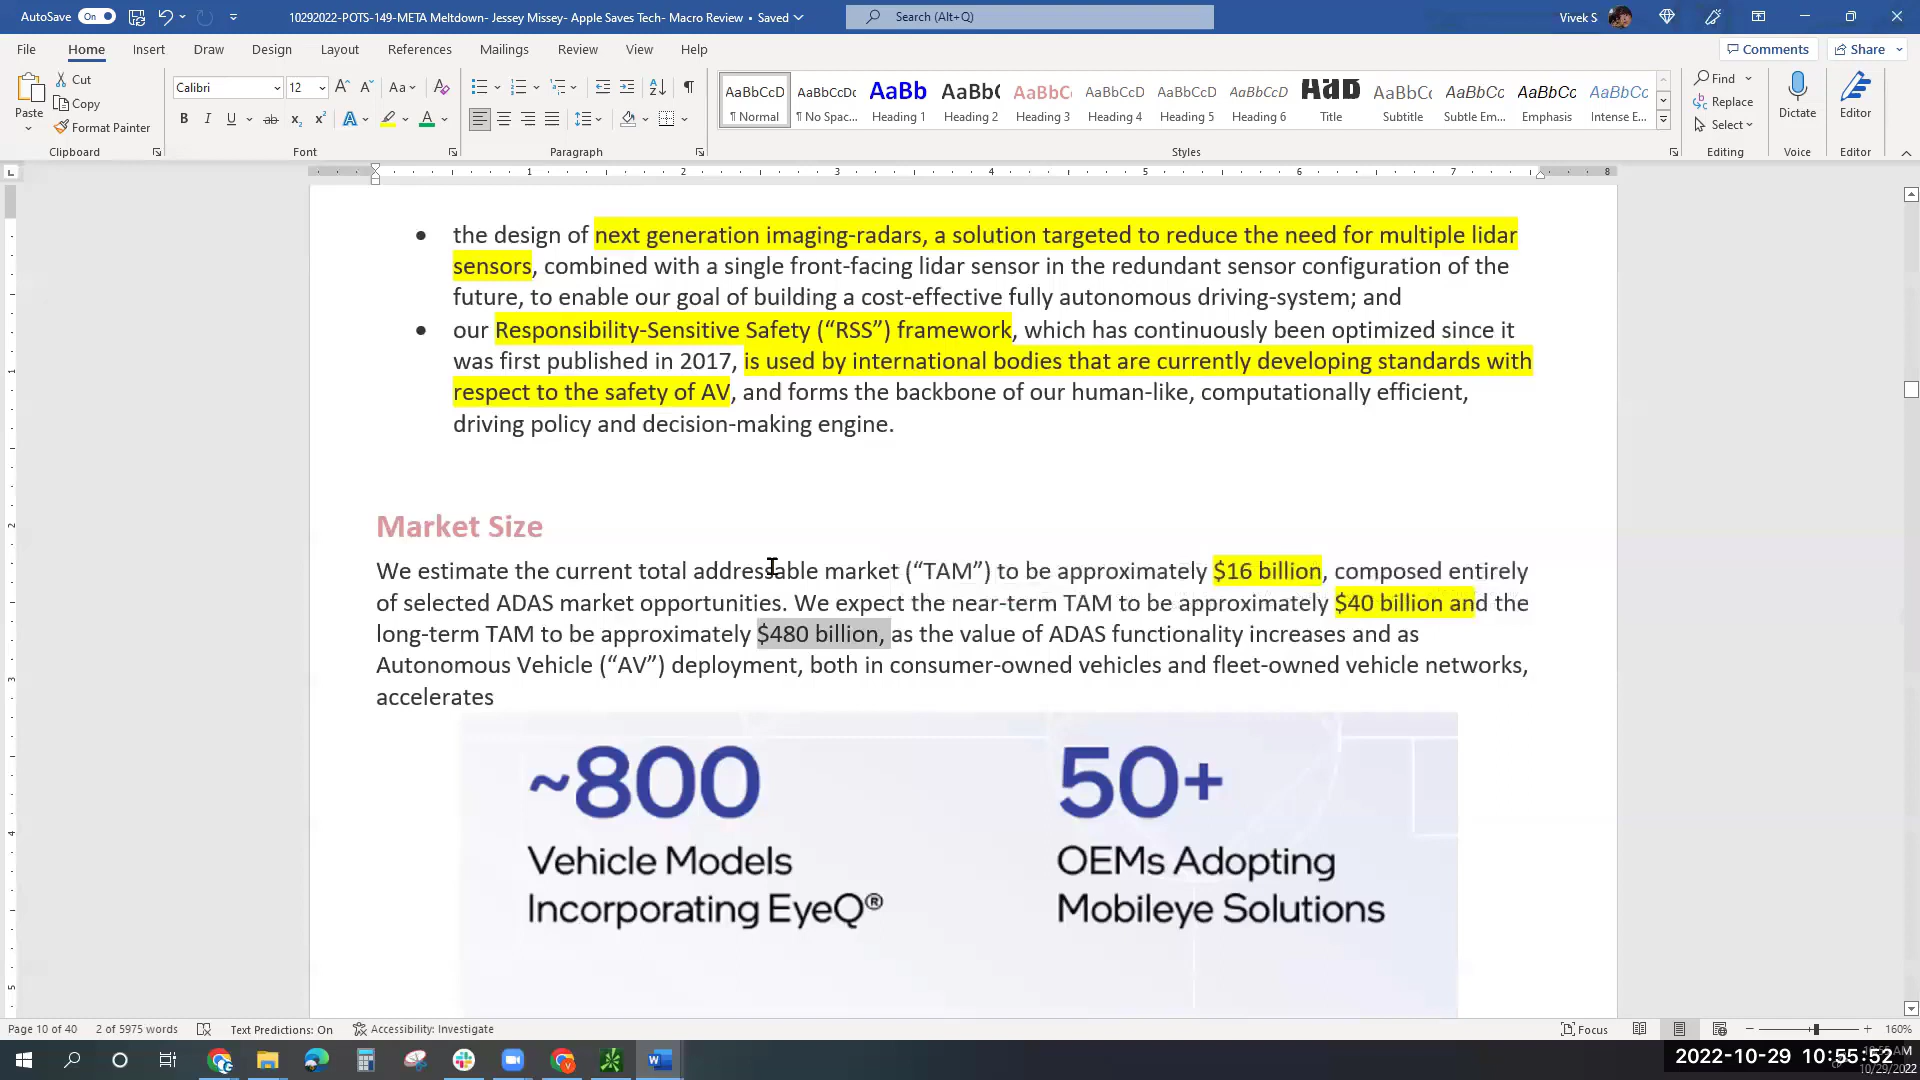 AutoSave On
10292022-POTS-149-META Meltdown- Jessey Missey- Apple Saves Tech- Macro Review • Saved
Search (Alt+Q)
Vivek S
File Home Insert Draw Design Layout References Mailings Review View Help
Comments Share
Paste
Cut
Copy
Format Painter
Clipboard
Calibri 12
Font
Paragraph
AaBbCcD AaBbCcDc AaBb AaBb( AaBbC AaBbCcD AaBbCcD AaBbCcD AaB AaBbCc AaBbCc AaBbCc AaBbCc
¶ Normal ¶ No Spac... Heading 1 Heading 2 Heading 3 Heading 4 Heading 5 Heading 6 Title Subtitle Subtle Em... Emphasis Intense E...
Styles
Find
Replace
Select
Editing
Dictate
Voice
Editor
Editor
1 2 3 4 5 6 7 8
• the design of next generation imaging-radars, a solution targeted to reduce the need for multiple lidar
sensors, combined with a single front-facing lidar sensor in the redundant sensor configuration of the
future, to enable our goal of building a cost-effective fully autonomous driving-system; and
• our Responsibility-Sensitive Safety (“RSS”) framework, which has continuously been optimized since it
was first published in 2017, is used by international bodies that are currently developing standards with
respect to the safety of AV, and forms the backbone of our human-like, computationally efficient,
driving policy and decision-making engine.
Market Size
We estimate the current total addressable market (“TAM”) to be approximately $16 billion, composed entirely
of selected ADAS market opportunities. We expect the near-term TAM to be approximately $40 billion and the
long-term TAM to be approximately $480 billion, as the value of ADAS functionality increases and as
Autonomous Vehicle (“AV”) deployment, both in consumer-owned vehicles and fleet-owned vehicle networks,
accelerates
~800
Vehicle Models
Incorporating EyeQ®
50+
OEMs Adopting
Mobileye Solutions
Page 10 of 40 2 of 5975 words Text Predictions: On Accessibility: Investigate
Focus 160%
2022-10-29 10:55:52